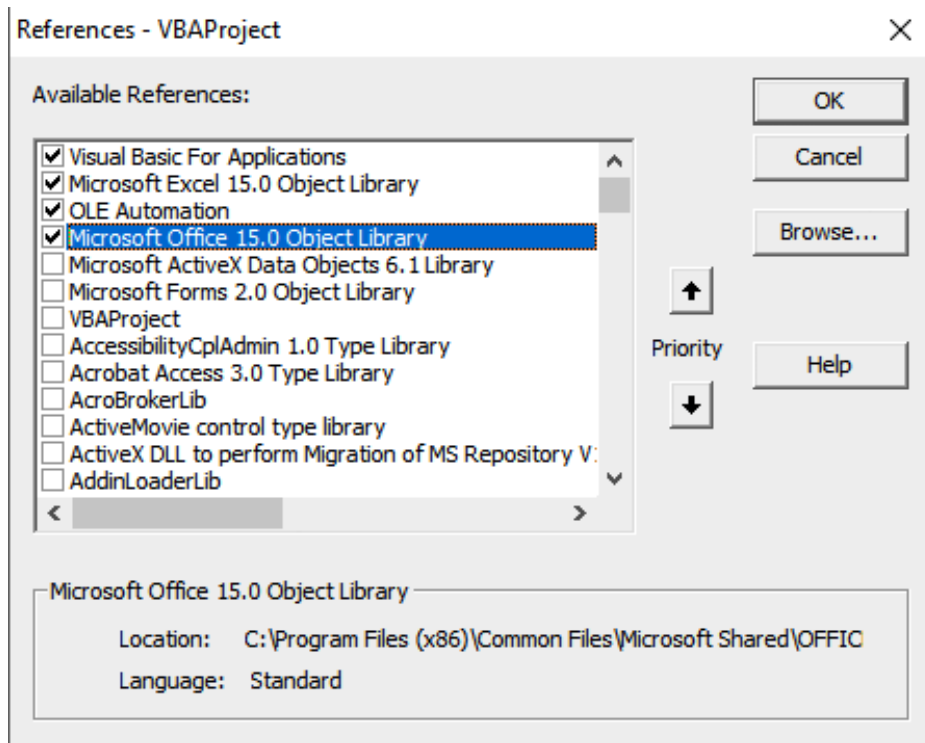 References - VBAProject
Available References:
OK
Cancel
Browse...
Priority
Help
Visual Basic For Applications
Microsoft Excel 15.0 Object Library
OLE Automation
Microsoft Office 15.0 Object Library
Microsoft ActiveX Data Objects 6.1 Library
Microsoft Forms 2.0 Object Library
VBAProject
AccessibilityCplAdmin 1.0 Type Library
Acrobat Access 3.0 Type Library
AcroBrokerLib
ActiveMovie control type library
ActiveX DLL to perform Migration of MS Repository V
AddinLoaderLib
Microsoft Office 15.0 Object Library
Location: C:\Program Files (x86)\Common Files\Microsoft Shared\OFFIC
Language: Standard